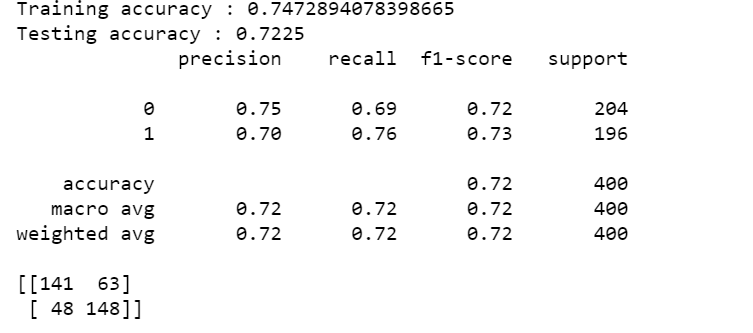 Training accuracy : 0.7472894078398665
Testing accuracy : 0.7225
precision recall f1-score support
0 0.75 0.69 0.72 204
1 0.70 0.76 0.73 196
accuracy 0.72 400
macro avg 0.72 0.72 0.72 400
weighted avg 0.72 0.72 0.72 400
[[141 63]
[ 48 148]]